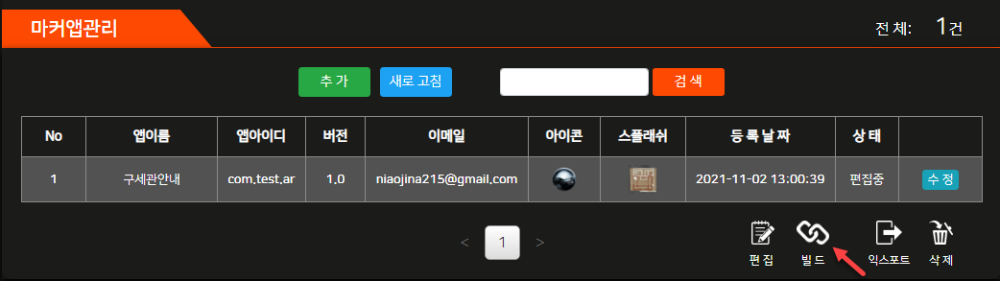 마커앱관리
전 체: 1건
추 가 새로 고침 검 색
No 앱이름 앱아이디 버전 이메일 아이콘 스플래쉬 등 록 날 짜 상 태
1 구세관안내 com.test.ar 1.0 niaojina215@gmail.com 2021-11-02 13:00:39 편집중 수 정
< 1 >
편 집 빌 드 익스포트 삭 제